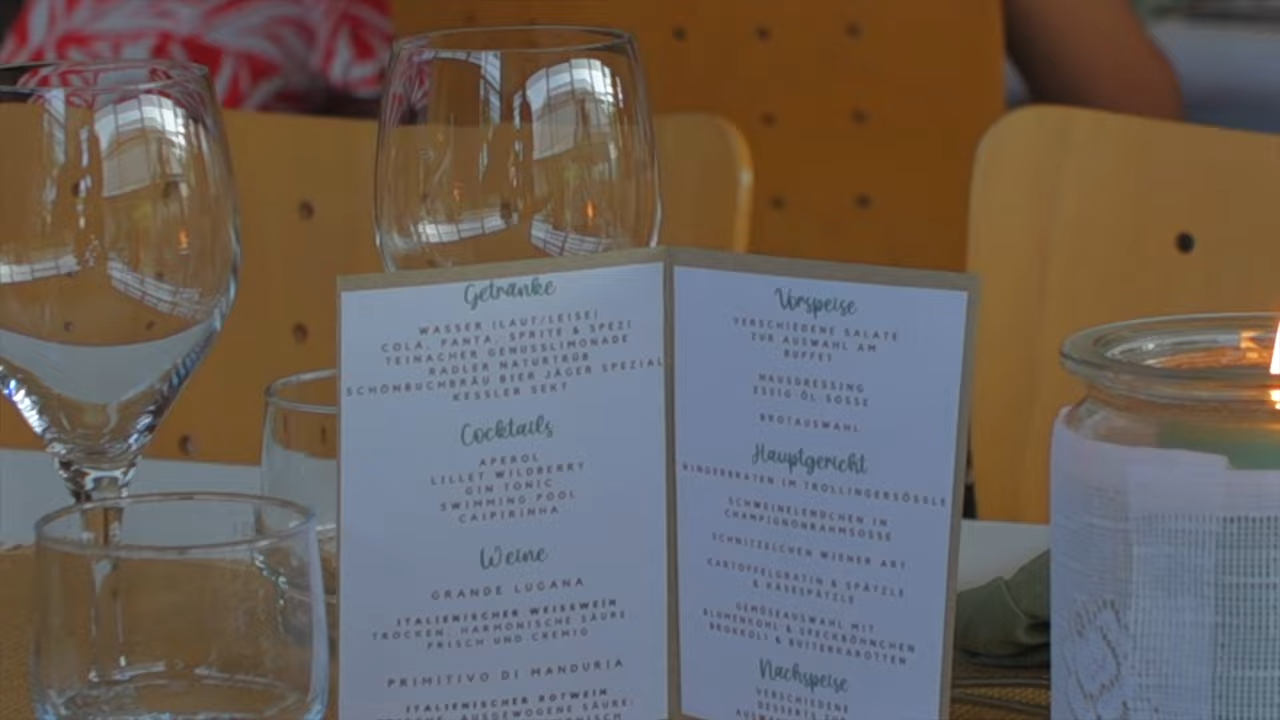 Getränke
WASSER (LAUT/LEISE)
COLA, FANTA, SPRITE & SPEZI
TEINACHER GENUSSLIMONADE
RADLER NATURTRÜB
SCHÖNBUCHBRÄU BIER JÄGER SPEZIAL
KESSLER SEKT
Cocktails
APEROL
LILLET WILDBERRY
GIN TONIC
SWIMMING POOL
CAIPIRINHA
Weine
GRANDE LUGANA
ITALIENISCHER WEISSWEIN
TROCKEN, HARMONISCHE SÄURE,
FRISCH UND CREMIG
PRIMITIVO DI MANDURIA
ITALIENISCHER ROTWEIN
AUSGEWOGENE SÄURE,
Vorspeise
VERSCHIEDENE SALATE
ZUR AUSWAHL AM
BUFFET
HAUSDRESSING
ESSIG-ÖL-SOSSE
BROTAUSWAHL
Hauptgericht
RINDERBRATEN IM TROLLINGERSÖSSLE
SCHWEINELENDCHEN IN
CHAMPIGNONRAHMSOSSE
SCHNITZELCHEN WIENER ART
KARTOFFELGRATIN & SPÄTZLE
& KÄSESPÄTZLE
GEMÜSEAUSWAHL MIT
BLUMENKOHL & SPECKBÖHNCHEN
BROKKOLI & BUTTERKAROTTEN
Nachspeise
VERSCHIEDENE
DESSERTS ZUR